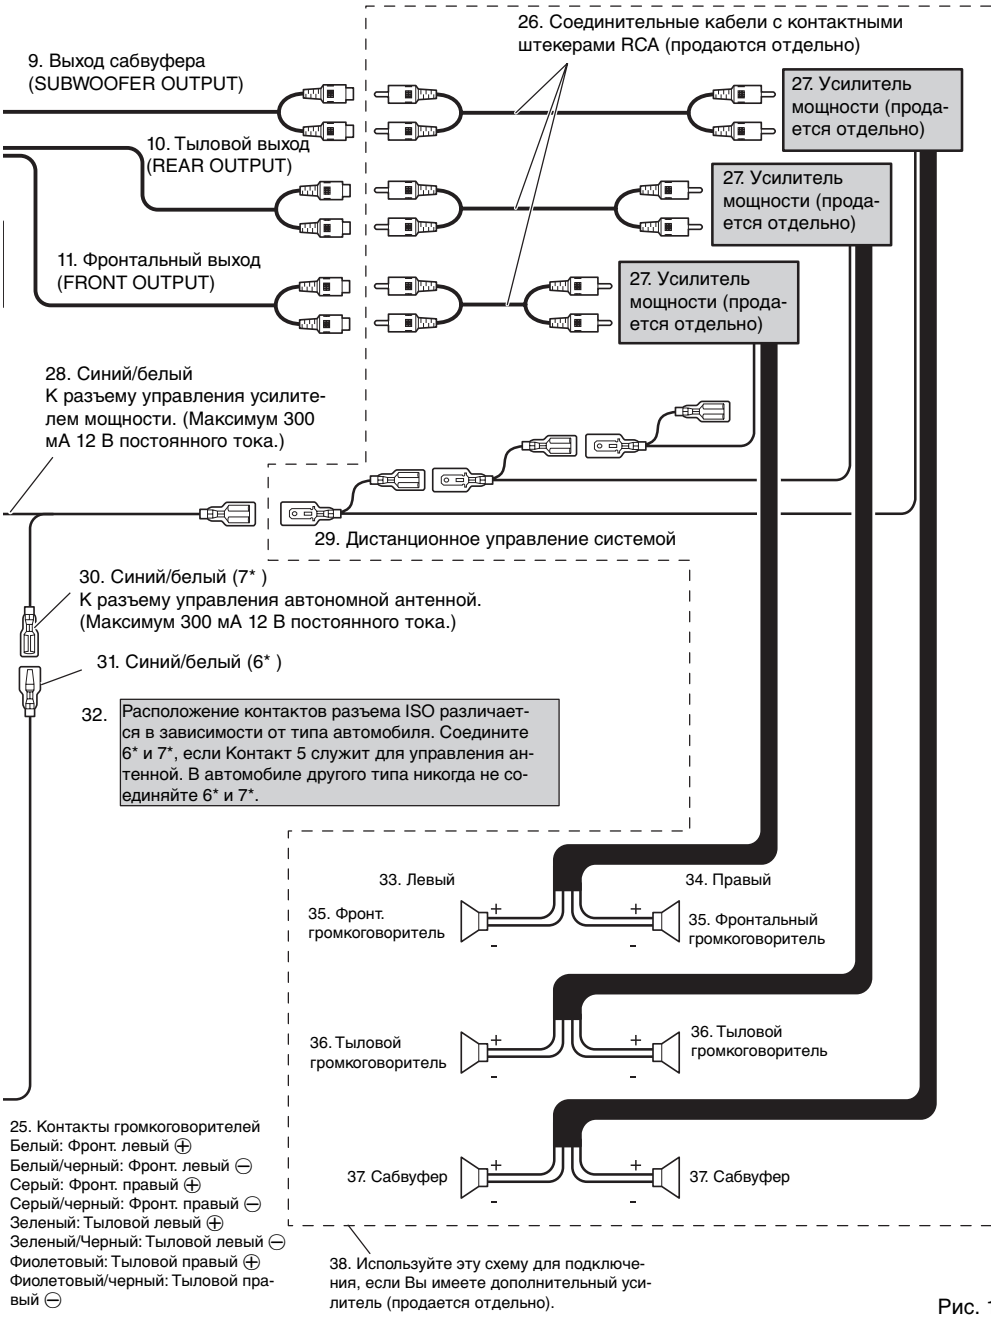 26. Соединительные кабели с контактными
штекерами RCA (продаются отдельно)
9. Выход сабвуфера
(SUBWOOFER OUTPUT)
27. Усилитель
мощности (прода-
ется отдельно)
10. Тыловой выход
(REAR OUTPUT)
27. Усилитель
мощности (прода-
ется отдельно)
11. Фронтальный выход
(FRONT OUTPUT)
27. Усилитель
мощности (прода-
ется отдельно)
28. Синий/белый
К разъему управления усилите-
лем мощности. (Максимум 300
мА 12 В постоянного тока.)
29. Дистанционное управление системой
30. Синий/белый (7* )
К разъему управления автономной антенной.
(Максимум 300 мА 12 В постоянного тока.)
31. Синий/белый (6* )
32.
Расположение контактов разъема ISO различает-
ся в зависимости от типа автомобиля. Соедините
6* и 7*, если Контакт 5 служит для управления ан-
тенной. В автомобиле другого типа никогда не со-
единяйте 6* и 7*.
33. Левый
34. Правый
35. Фронт.
громкоговоритель
+
-
+
-
35. Фронтальный
громкоговоритель
36. Тыловой
громкоговоритель
+
-
+
-
36. Тыловой
громкоговоритель
37. Сабвуфер
+
-
+
-
37. Сабвуфер
25. Контакты громкоговорителей
Белый: Фронт. левый ⊕
Белый/черный: Фронт. левый ⊖
Серый: Фронт. правый ⊕
Серый/черный: Фронт. правый ⊖
Зеленый: Тыловой левый ⊕
Зеленый/Черный: Тыловой левый ⊖
Фиолетовый: Тыловой правый ⊕
Фиолетовый/черный: Тыловой пра-
вый ⊖
38. Используйте эту схему для подключе-
ния, если Вы имеете дополнительный уси-
литель (продается отдельно).
Рис. 1